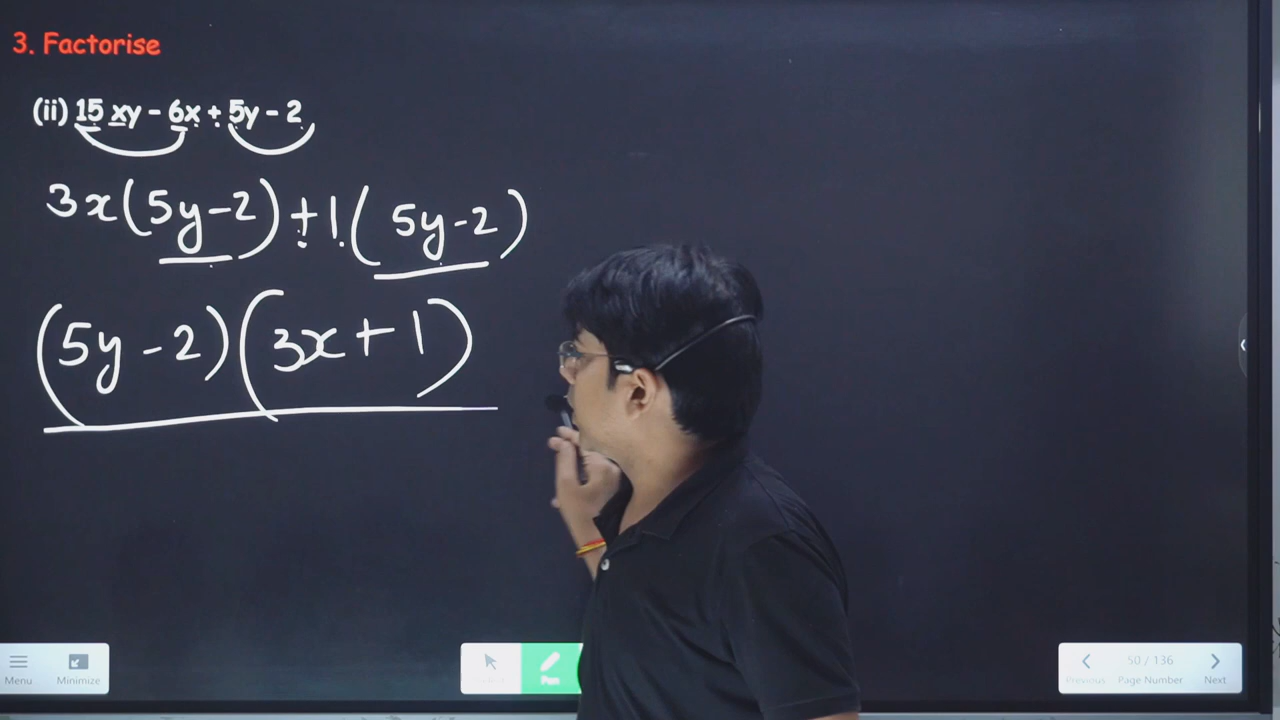 3. Factorise
(ii) 15 xy - 6x + 5y - 2
3x(5y-2) + 1(5y-2)
(5y-2)(3x+1)
Menu
Minimize
Pen
Previous
50 / 136
Page Number
Next